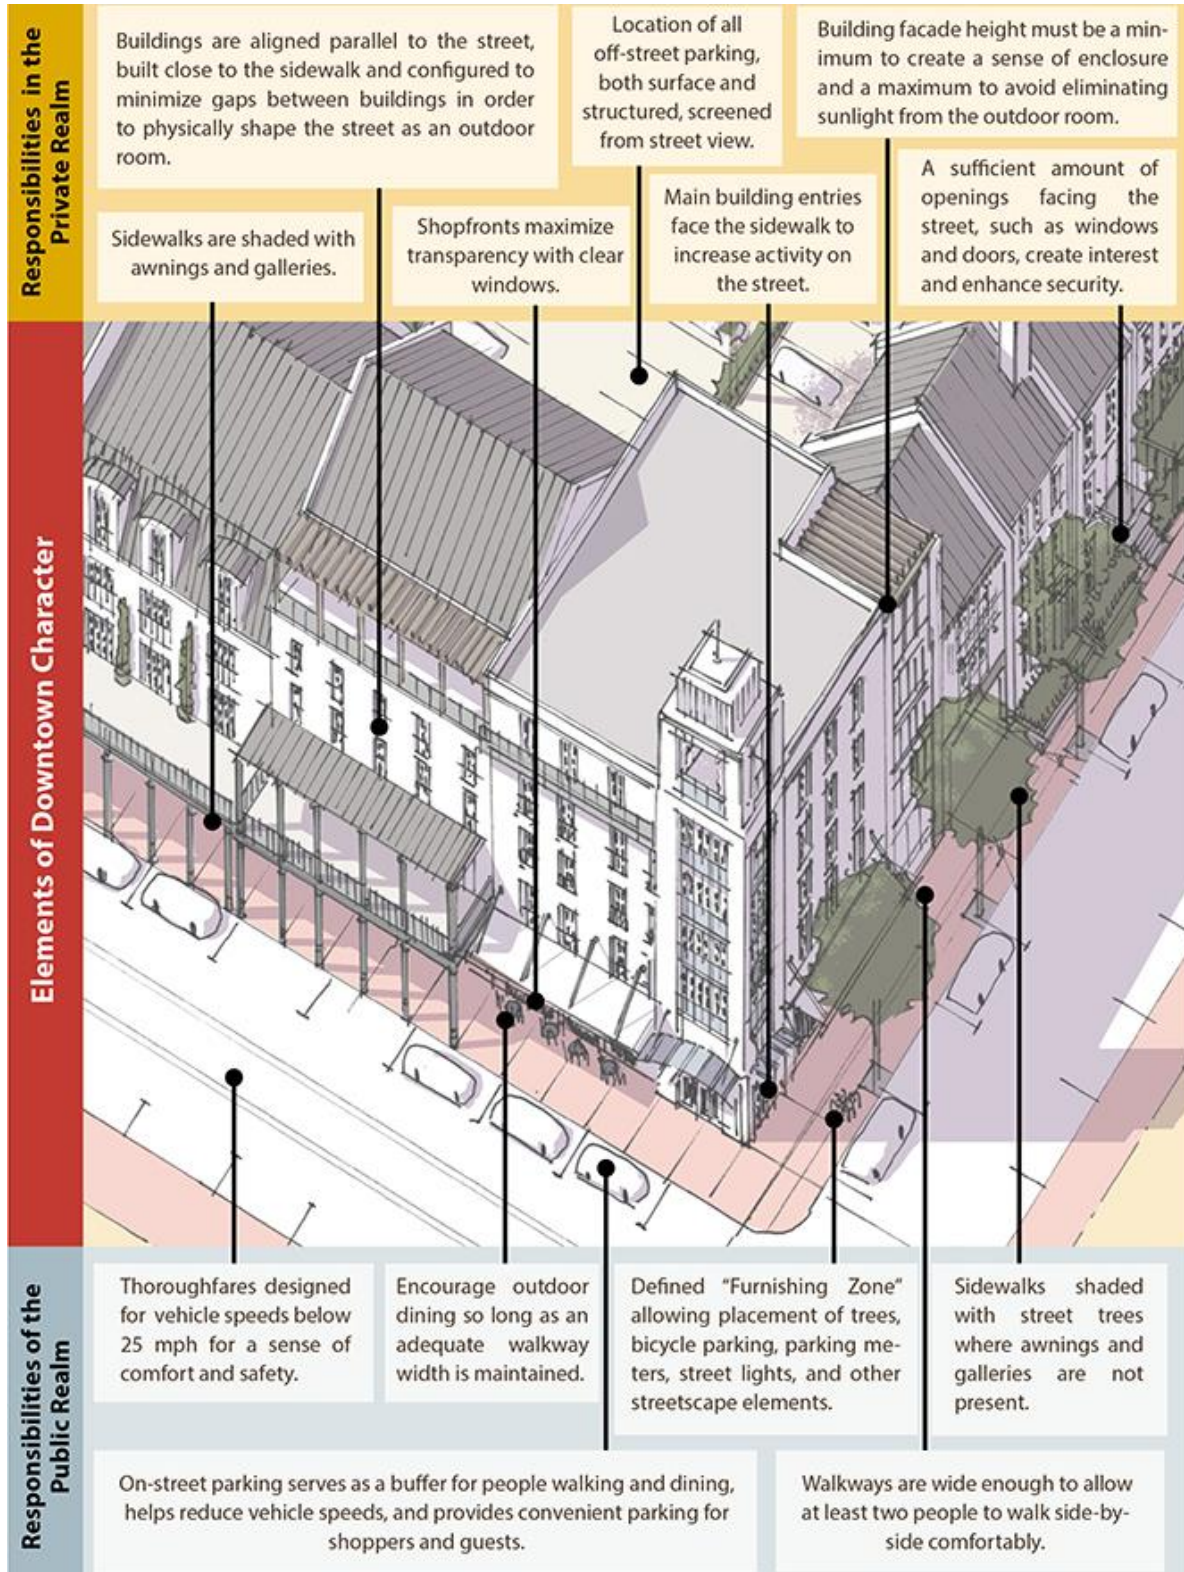 Responsibilities in the
Private Realm
Buildings are aligned parallel to the street,
built close to the sidewalk and configured to
minimize gaps between buildings in order
to physically shape the street as an outdoor
room.
Location of all
off-street parking,
both surface and
structured, screened
from street view.
Building facade height must be a min-
imum to create a sense of enclosure
and a maximum to avoid eliminating
sunlight from the outdoor room.
Sidewalks are shaded with
awnings and galleries.
Shopfronts maximize
transparency with clear
windows.
Main building entries
face the sidewalk to
increase activity on
the street.
A sufficient amount of
openings facing the
street, such as windows
and doors, create interest
and enhance security.
Elements of Downtown Character
Responsibilities of the
Public Realm
Thoroughfares designed
for vehicle speeds below
25 mph for a sense of
comfort and safety.
Encourage outdoor
dining so long as an
adequate walkway
width is maintained.
Defined "Furnishing Zone"
allowing placement of trees,
bicycle parking, parking me-
ters, street lights, and other
streetscape elements.
Sidewalks shaded
with street trees
where awnings and
galleries are not
present.
On-street parking serves as a buffer for people walking and dining,
helps reduce vehicle speeds, and provides convenient parking for
shoppers and guests.
Walkways are wide enough to allow
at least two people to walk side-by-
side comfortably.